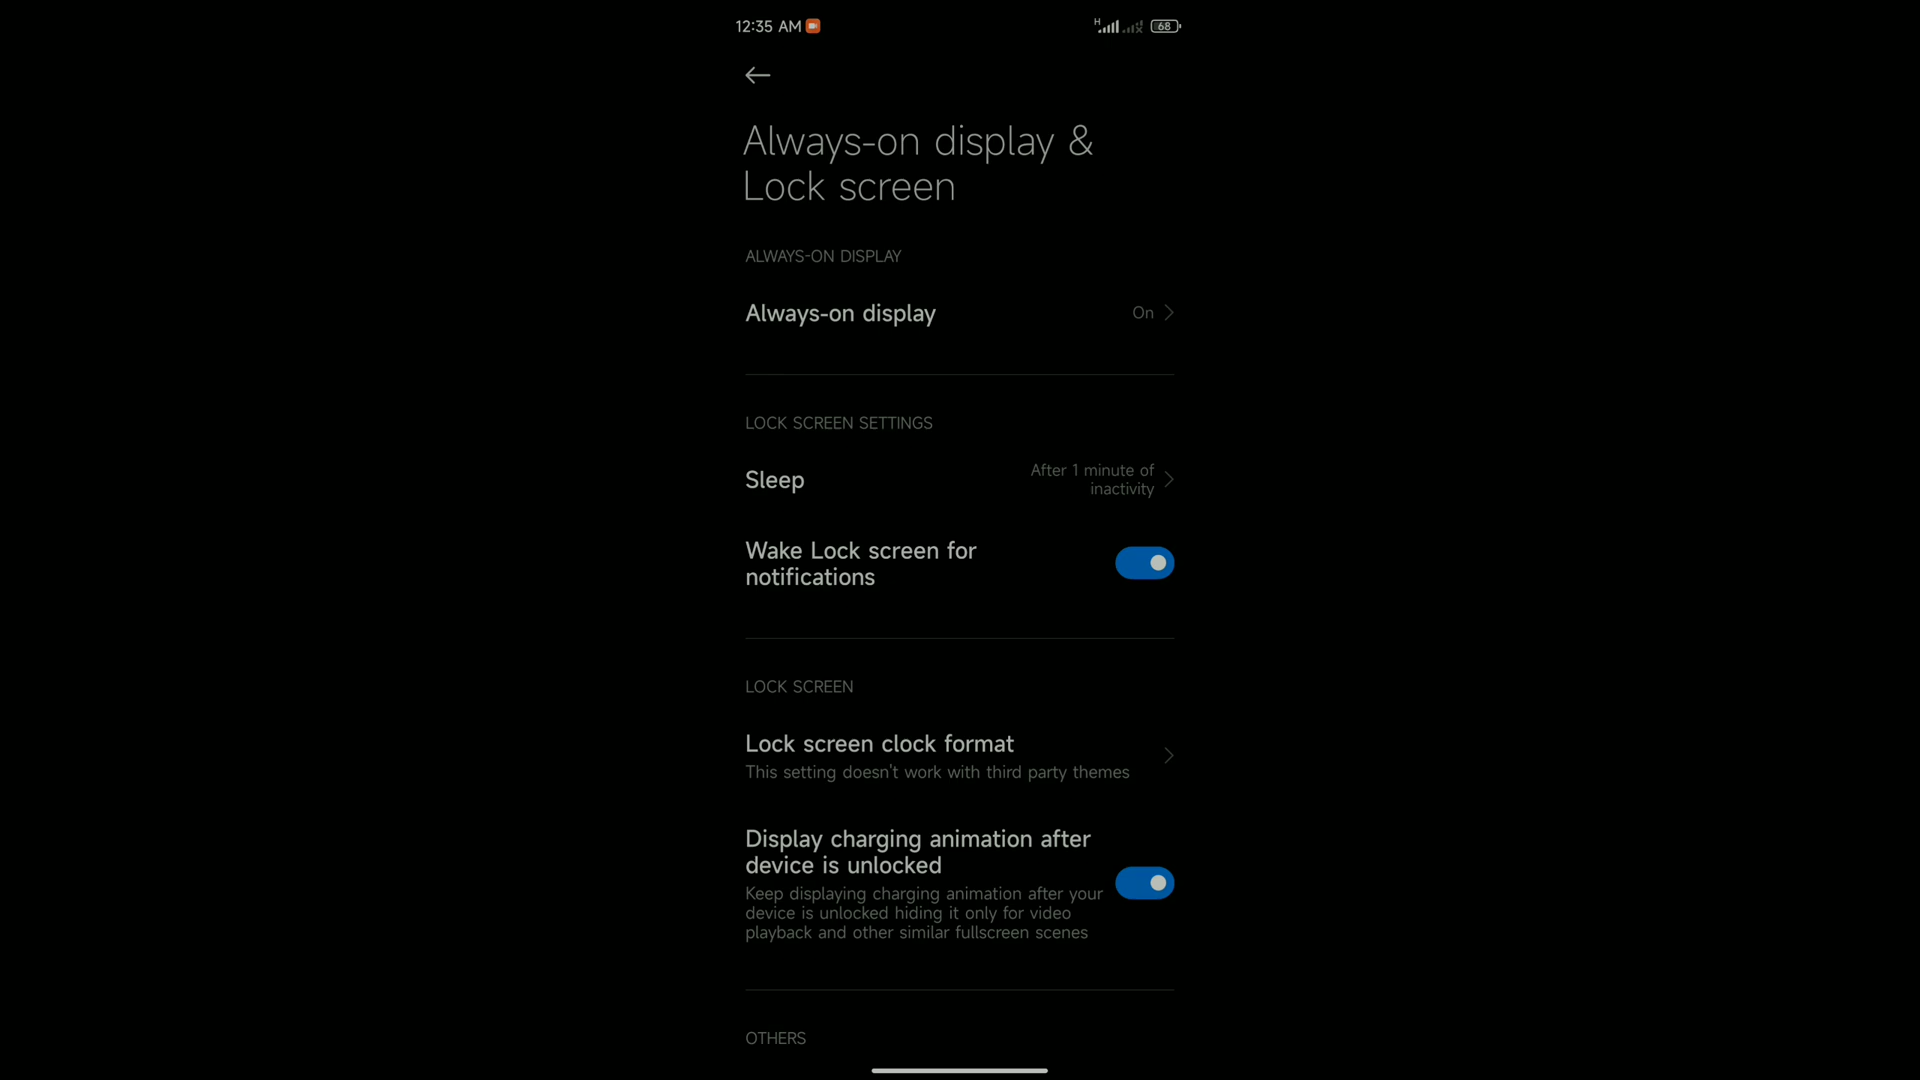 12:35 AM
H
68
Always-on display &
Lock screen
ALWAYS-ON DISPLAY
Always-on display
On
LOCK SCREEN SETTINGS
Sleep
After 1 minute of
inactivity
Wake Lock screen for
notifications
LOCK SCREEN
Lock screen clock format
This setting doesn't work with third party themes
Display charging animation after
device is unlocked
Keep displaying charging animation after your
device is unlocked hiding it only for video
playback and other similar fullscreen scenes
OTHERS